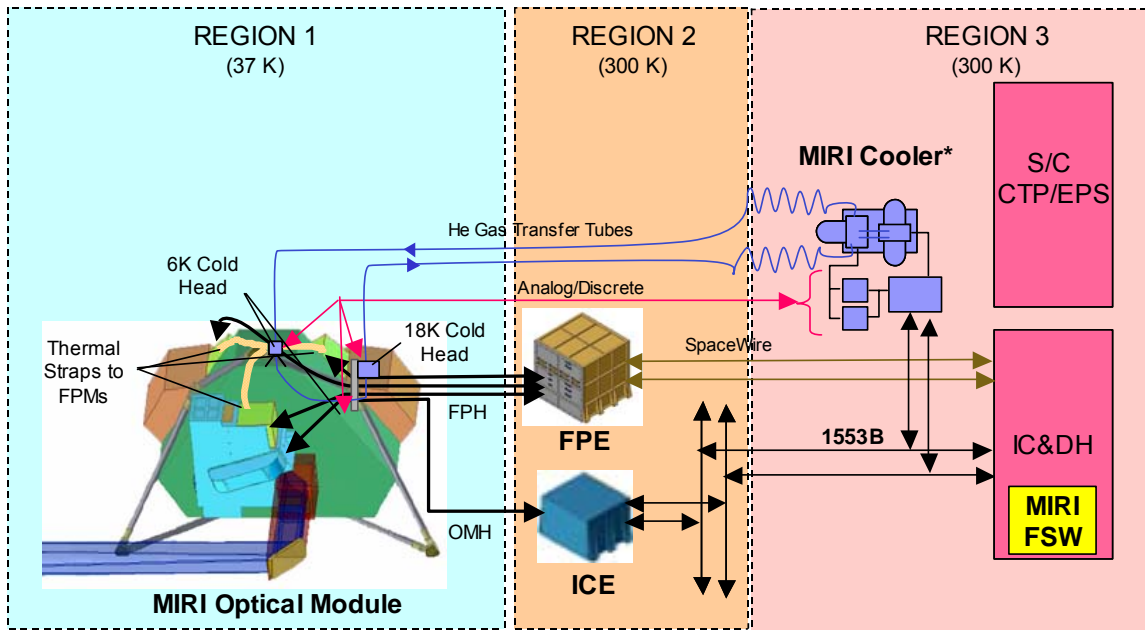 REGION 1
(37 K)
REGION 2
(300 K)
REGION 3
(300 K)
MIRI Cooler*
S/C
CTP/EPS
He Gas Transfer Tubes
6K Cold
Head
Analog/Discrete
18K Cold
Head
Thermal
Straps to
FPMs
SpaceWire
FPH
FPE
1553B
IC&DH
MIRI
FSW
OMH
ICE
MIRI Optical Module